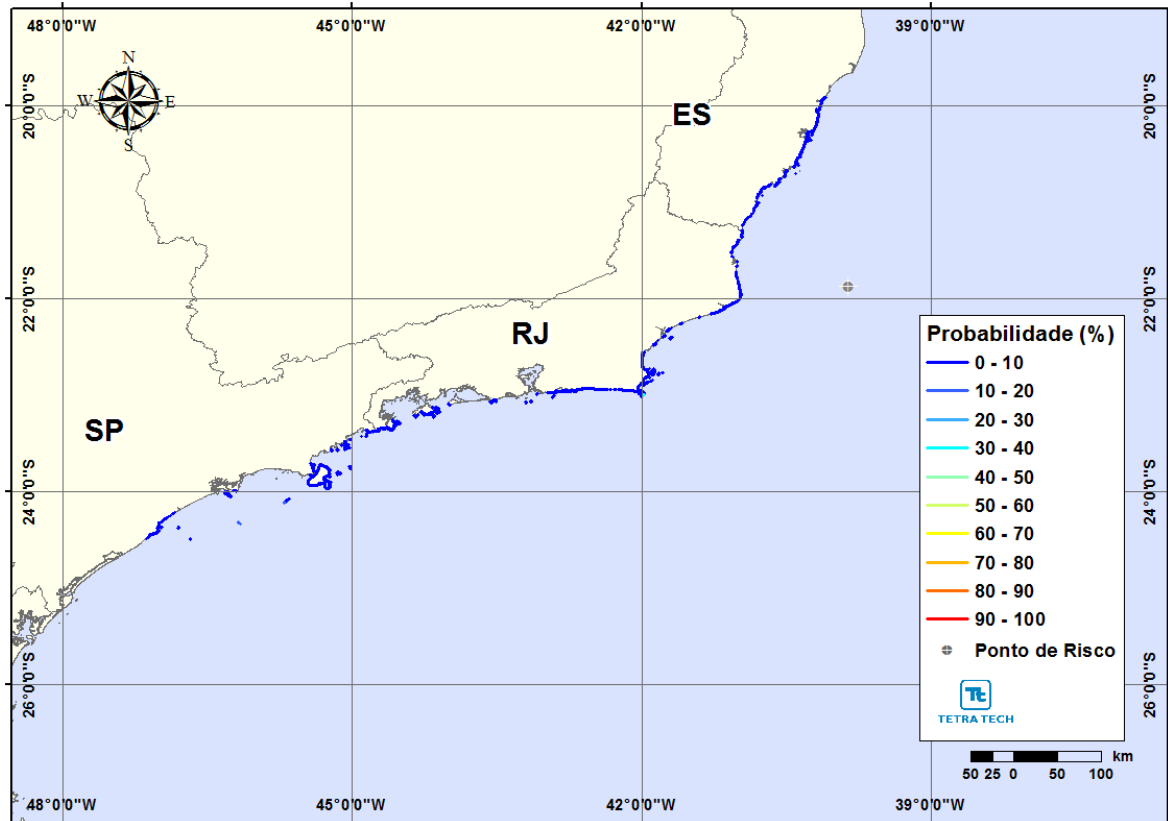 48°0'0"W 45°0'0"W 42°0'0"W 39°0'0"W
N
W E
S
20°0'0"S 20°0'0"S
ES
22°0'0"S 22°0'0"S
RJ
SP
24°0'0"S 24°0'0"S
26°0'0"S 26°0'0"S
Probabilidade (%)
0 - 10
10 - 20
20 - 30
30 - 40
40 - 50
50 - 60
60 - 70
70 - 80
80 - 90
90 - 100
Ponto de Risco
Tt
TETRA TECH
km
50 25 0 50 100
48°0'0"W 45°0'0"W 42°0'0"W 39°0'0"W